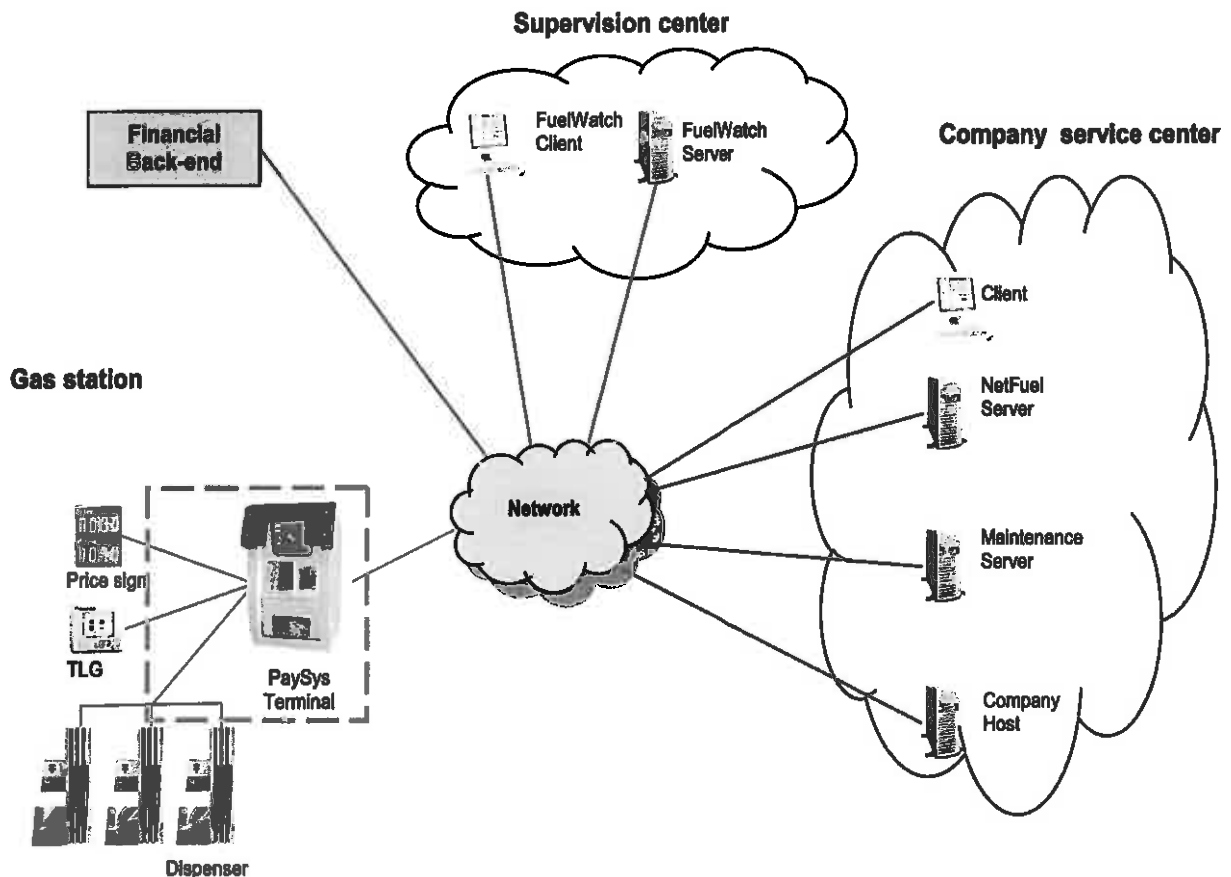 Supervision center
Financial
Back-end
FuelWatch
Client
FuelWatch
Server
Company service center
Client
NetFuel
Server
Gas station
Network
Price sign
Maintenance
Server
TLG
PaySys
Terminal
Company
Host
Dispenser